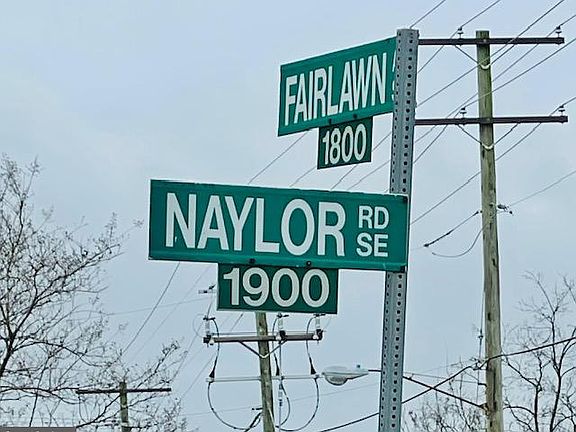 FAIRLAWN
1800
NAYLOR RD SE
1900